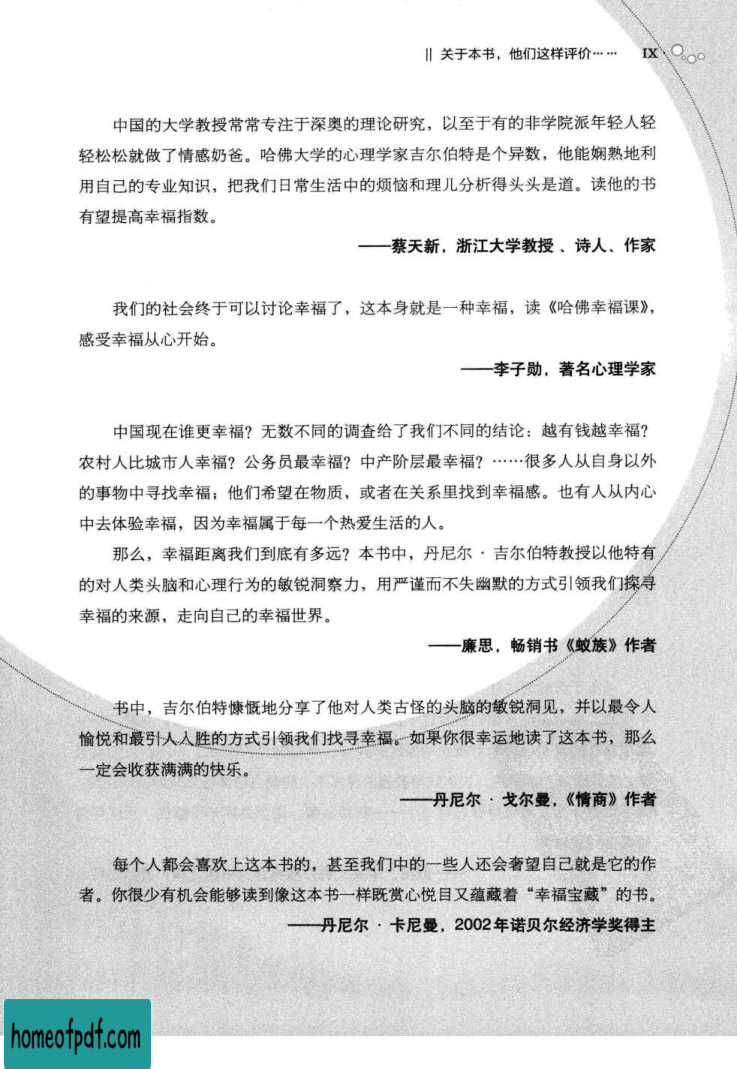 || 关于本书，他们这样评价…… IX
中国的大学教授常常专注于深奥的理论研究，以至于有的非学院派年轻人轻
轻松松就做了情感奶爸。哈佛大学的心理学家吉尔伯特是个异数，他能娴熟地利
用自己的专业知识，把我们日常生活中的烦恼和理儿分析得头头是道。读他的书
有望提高幸福指数。
——蔡天新，浙江大学教授、诗人、作家
我们的社会终于可以讨论幸福了，这本身就是一种幸福，读《哈佛幸福课》，
感受幸福从心开始。
——李子勋，著名心理学家
中国现在谁更幸福？无数不同的调查给了我们不同的结论：越有钱越幸福？
农村人比城市人幸福？公务员最幸福？中产阶层最幸福？……很多人从自身以外
的事物中寻找幸福；他们希望在物质，或者在关系里找到幸福感。也有人从内心
中去体验幸福，因为幸福属于每一个热爱生活的人。
那么，幸福距离我们到底有多远？本书中，丹尼尔·吉尔伯特教授以他特有
的对人类头脑和心理行为的敏锐洞察力，用严谨而不失幽默的方式引领我们探寻
幸福的来源，走向自己的幸福世界。
——廉思，畅销书《蚁族》作者
书中，吉尔伯特慷慨地分享了他对人类古怪的头脑的敏锐洞见，并以最令人
愉悦和最引人入胜的方式引领我们找寻幸福。如果你很幸运地读了这本书，那么
一定会收获满满的快乐。
——丹尼尔·戈尔曼，《情商》作者
每个人都会喜欢上这本书的，甚至我们中的一些人还会奢望自己就是它的作
者。你很少有机会能够读到像这本书一样既赏心悦目又蕴藏着“幸福宝藏”的书。
——丹尼尔·卡尼曼，2002年诺贝尔经济学奖得主
homeofpdf.com